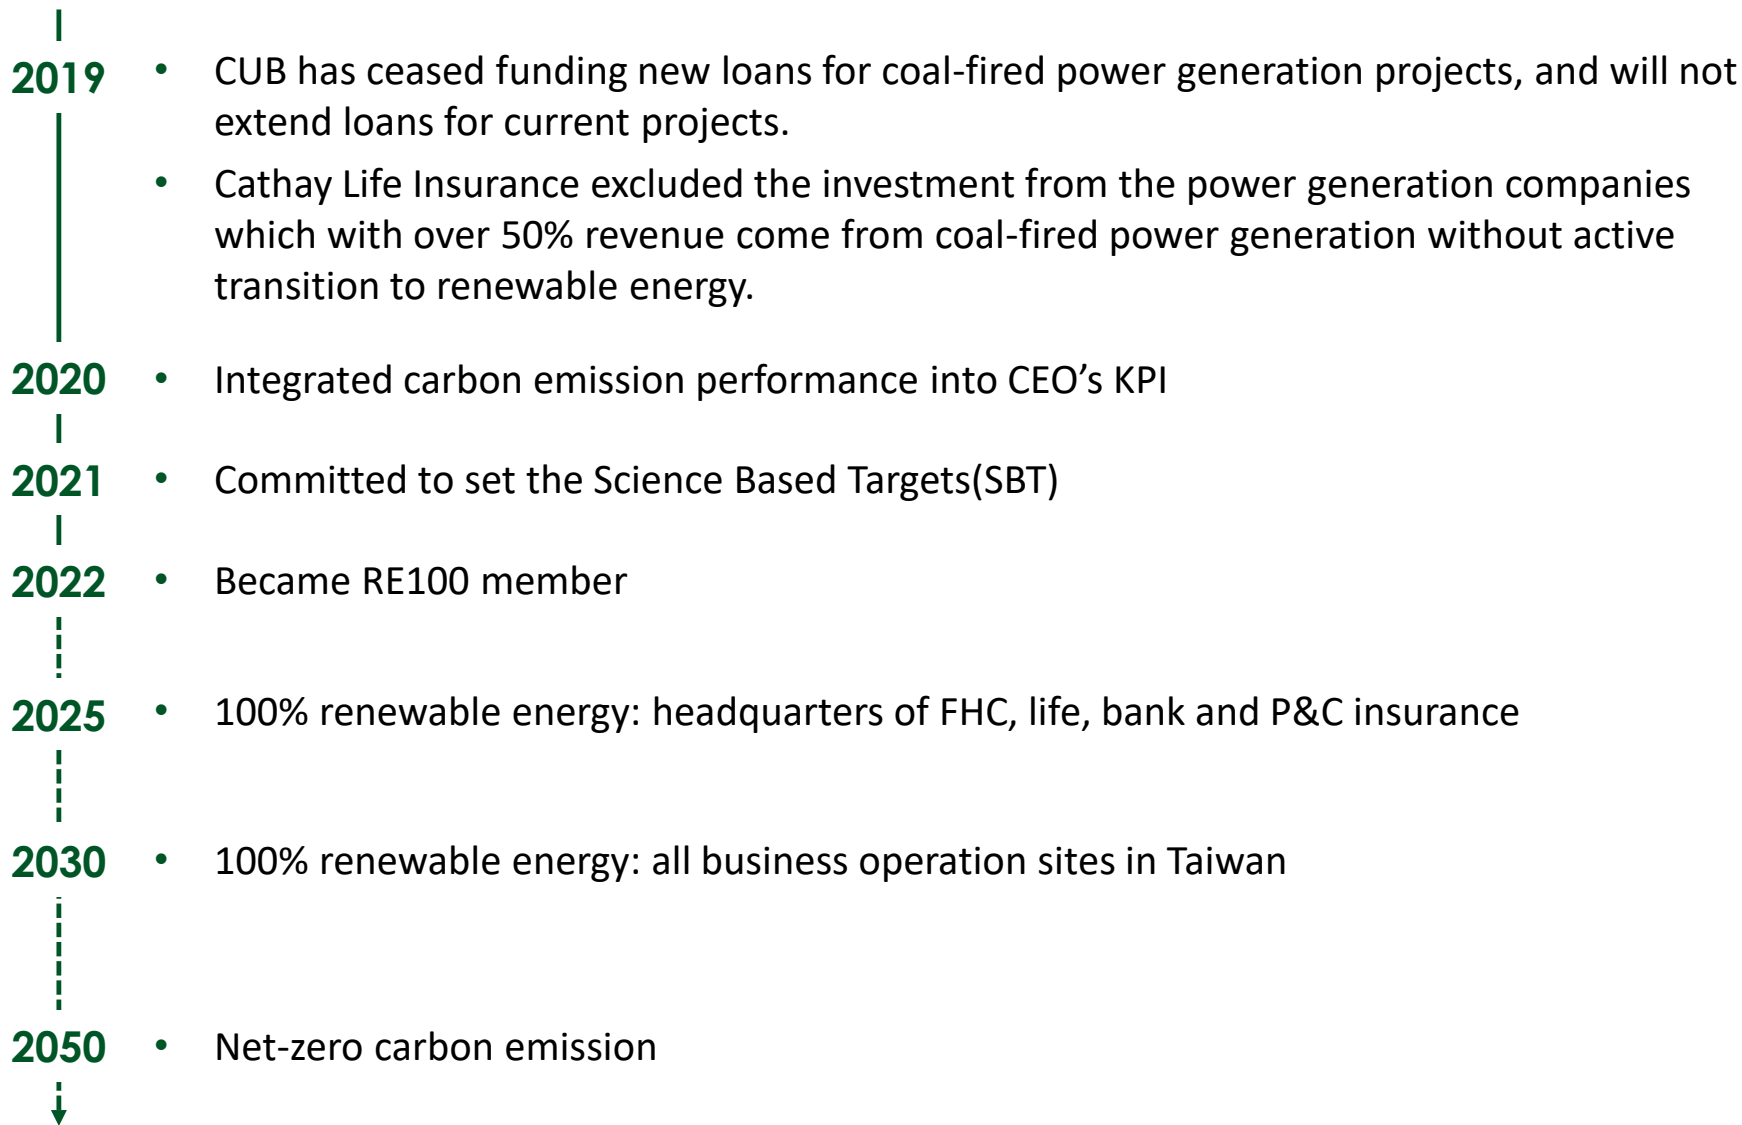 2019 • CUB has ceased funding new loans for coal-fired power generation projects, and will not
extend loans for current projects.
• Cathay Life Insurance excluded the investment from the power generation companies
which with over 50% revenue come from coal-fired power generation without active
transition to renewable energy.
2020 • Integrated carbon emission performance into CEO’s KPI
2021 • Committed to set the Science Based Targets(SBT)
2022 • Became RE100 member
2025 • 100% renewable energy: headquarters of FHC, life, bank and P&C insurance
2030 • 100% renewable energy: all business operation sites in Taiwan
2050 • Net-zero carbon emission